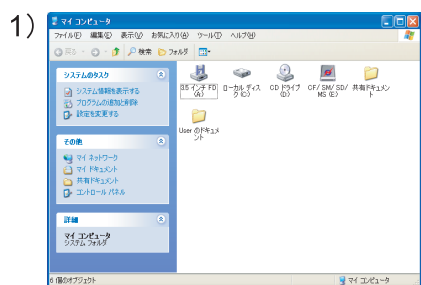 1)
マイ コンピュータ
ファイル(F) 編集(E) 表示(V) お気に入り(A) ツール(T) ヘルプ(H)
戻る 検索 フォルダ
システムのタスク
システム情報を表示する
プログラムの追加と削除
設定を変更する
その他
マイ ネットワーク
マイ ドキュメント
共有ドキュメント
コントロール パネル
詳細
マイ コンピュータ
システム フォルダ
3.5 インチ FD
(A:)
ローカル ディス
ク (C:)
CD ドライブ
(D:)
CF/SM/SD/
MS (E:)
共有ドキュメン
ト
User のドキュメ
ント
6 個のオブジェクト
マイ コンピュータ